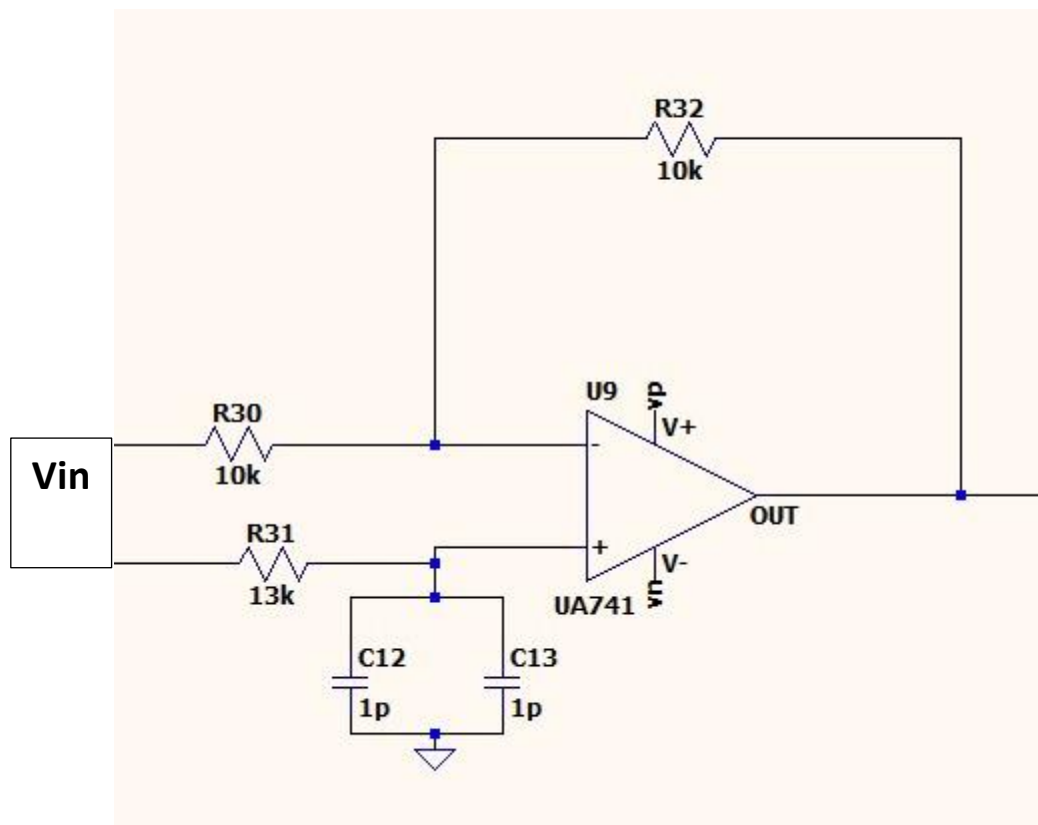 R32
10k
U9
vp
V+
R30
-
Vin
10k
OUT
R31
+
V-
13k
UA741
vn
C12
C13
1p
1p